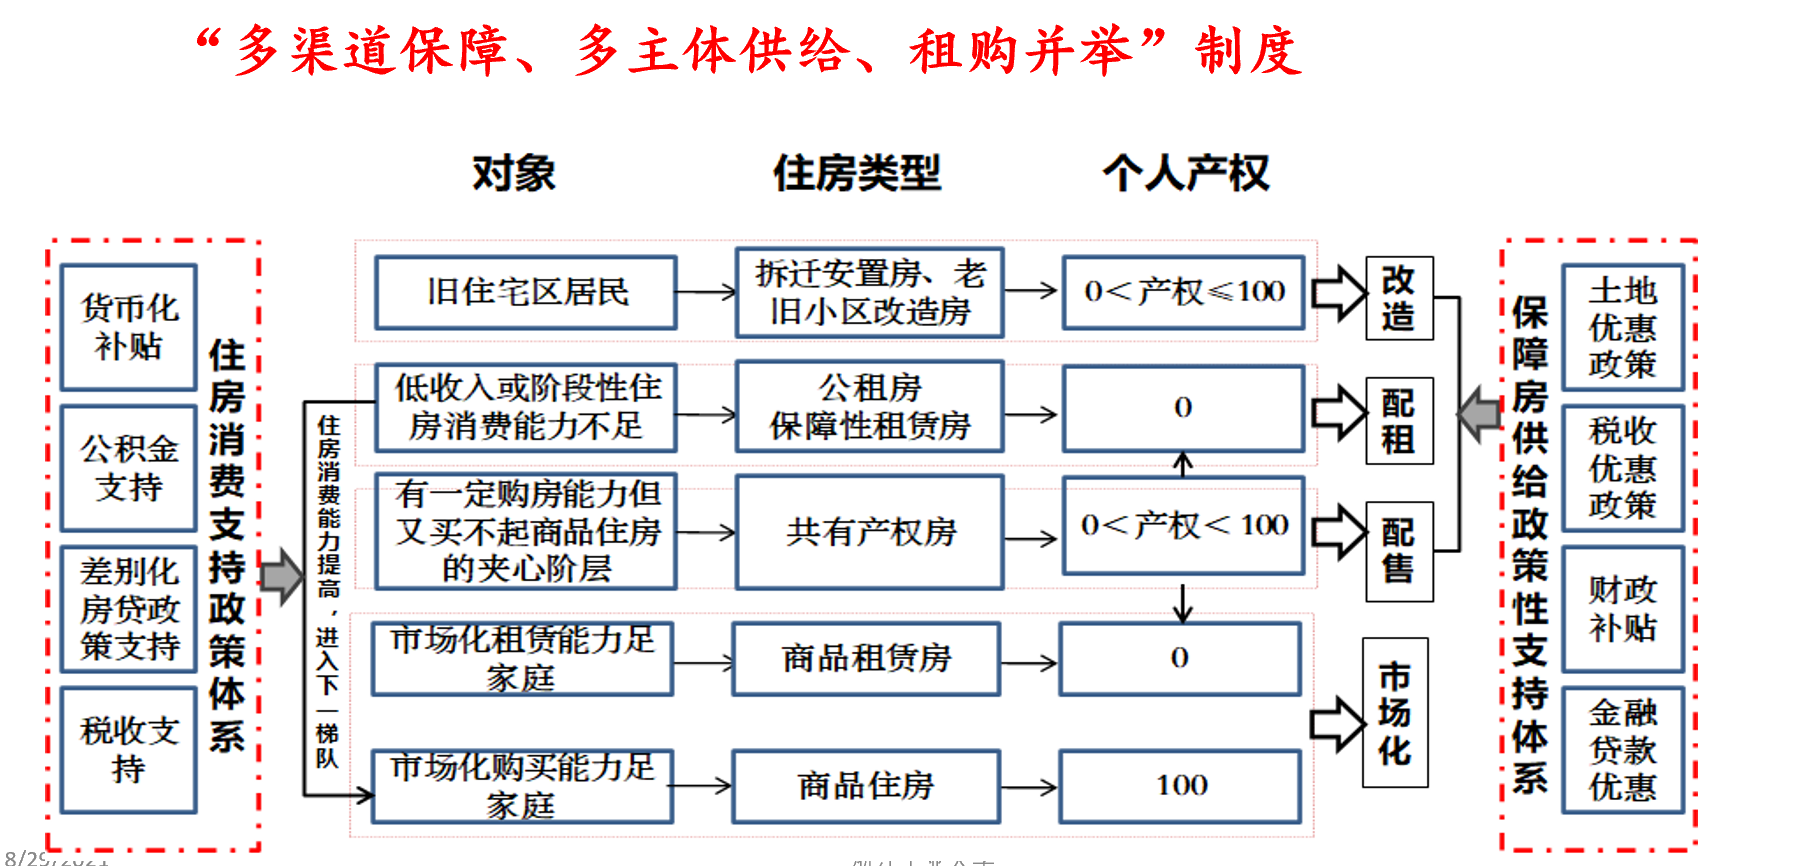 “多渠道保障、多主体供给、租购并举”制度
对象
住房类型
个人产权
货币化
补贴
公积金
支持
差别化
房贷政
策支持
税收支
持
住房消费支持政策体系
住房消费能力提高，进入下一梯队
旧住宅区居民
拆迁安置房、老
旧小区改造房
0＜产权≤100
改
造
低收入或阶段性住
房消费能力不足
公租房
保障性租赁房
0
配
租
有一定购房能力但
又买不起商品住房
的夹心阶层
共有产权房
0＜产权＜100
配
售
市场化租赁能力足
家庭
商品租赁房
0
市场化购买能力足
家庭
商品住房
100
市
场
化
保障房供给政策性支持体系
土地
优惠
政策
税收
优惠
政策
财政
补贴
金融
贷款
优惠
8/29/2021